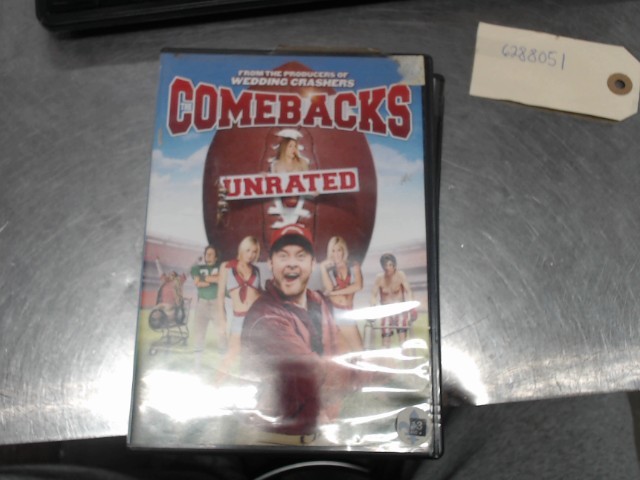 FROM THE PRODUCERS OF
WEDDING CRASHERS
THE COMEBACKS
UNRATED
6288051